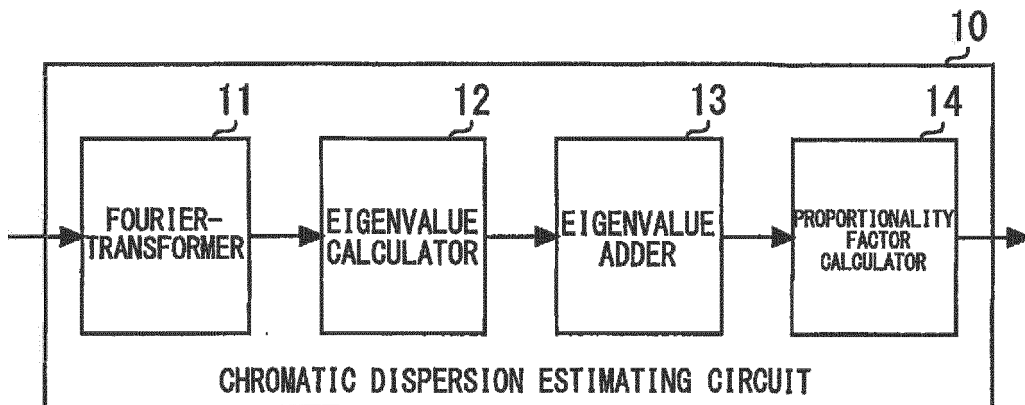 10
11
12
13
14
FOURIER-
TRANSFORMER
EIGENVALUE
CALCULATOR
EIGENVALUE
ADDER
PROPORTIONALITY
FACTOR
CALCULATOR
CHROMATIC DISPERSION ESTIMATING CIRCUIT